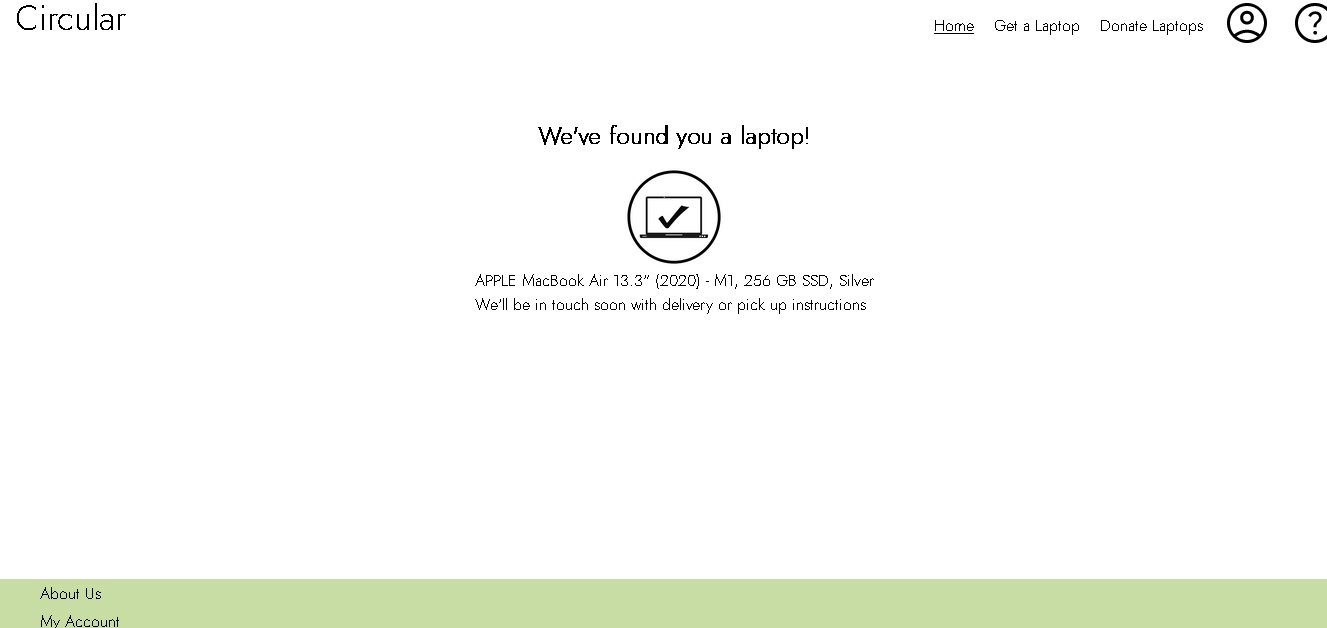 Circular
Home Get a Laptop Donate Laptops
We've found you a laptop!
APPLE MacBook Air 13.3” (2020) - M1, 256 GB SSD, Silver
We’ll be in touch soon with delivery or pick up instructions
About Us
My Account